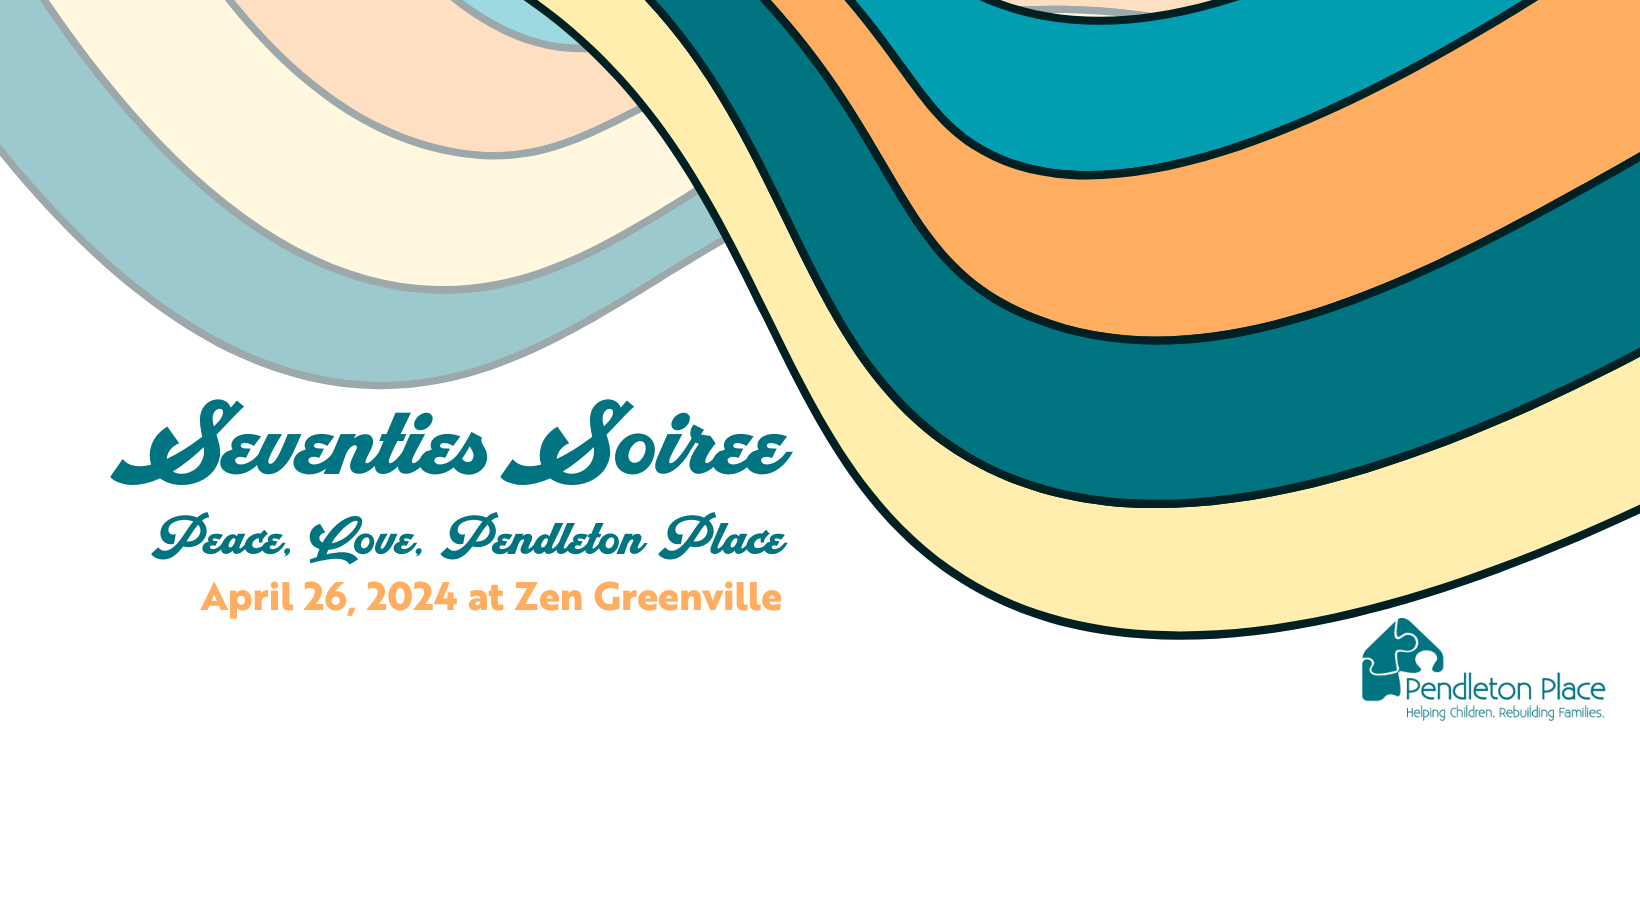 Seventies Soiree
Peace, Love, Pendleton Place
April 26, 2024 at Zen Greenville
Pendleton Place
Helping Children. Rebuilding Families.